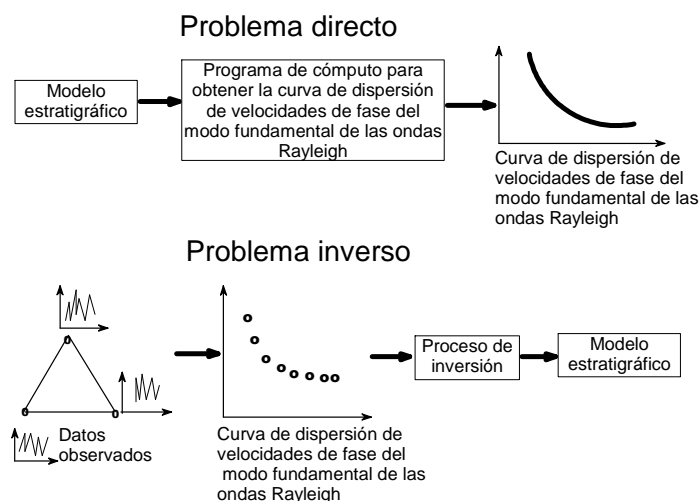 Problema directo
Modelo
estratigráfico
Programa de cómputo para
obtener la curva de dispersión
de velocidades de fase del
modo fundamental de las ondas
Rayleigh
Curva de dispersión de
velocidades de fase del
modo fundamental de las
ondas Rayleigh
Problema inverso
Datos
observados
Curva de dispersión de
velocidades de fase del
modo fundamental de las
ondas Rayleigh
Proceso de
inversión
Modelo
estratigráfico